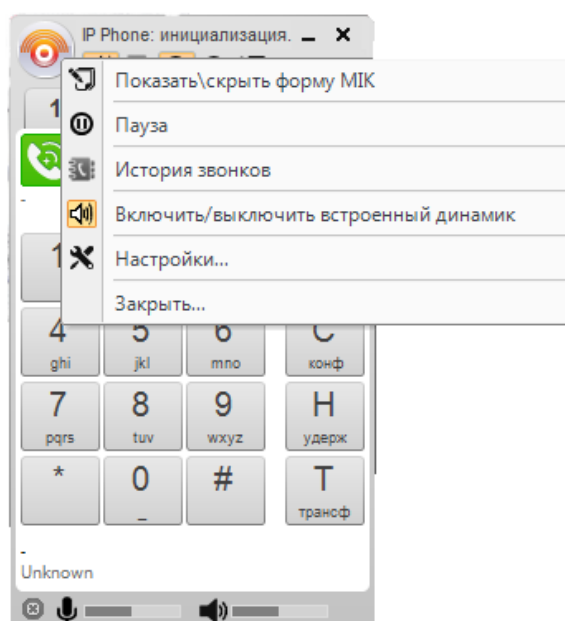 IP Phone: инициализация.
1
Показать\скрыть форму MIK
Пауза
История звонков
-
Включить/выключить встроенный динамик
1
Настройки...
Закрыть...
4 5 6 C
ghi jkl mno конф
7 8 9 H
pqrs tuv wxyz удерж
* 0 # T
_ трансф
-
Unknown